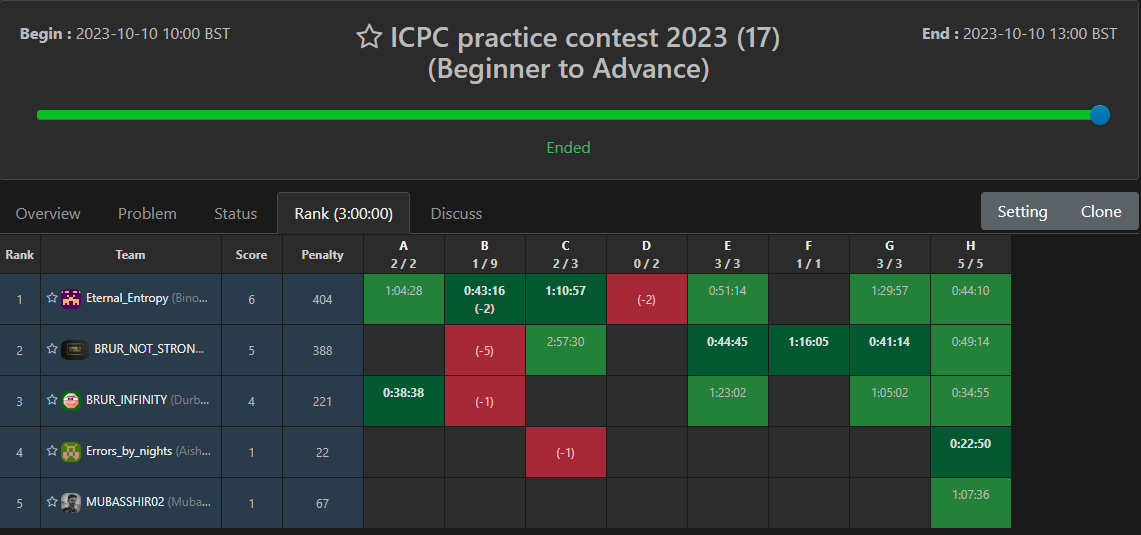 Begin : 2023-10-10 10:00 BST
☆ ICPC practice contest 2023 (17)
(Beginner to Advance)
End : 2023-10-10 13:00 BST
Ended
Overview Problem Status Rank (3:00:00) Discuss Setting Clone
Rank Team Score Penalty A B C D E F G H
2 / 2 1 / 9 2 / 3 0 / 2 3 / 3 1 / 1 3 / 3 5 / 5
1 ☆ Eternal_Entropy (Bino... 6 404 1:04:28 0:43:16 1:10:57 (-2) 0:51:14 1:29:57 0:44:10
(-2)
2 ☆ BRUR_NOT_STRON... 5 388 (-5) 2:57:30 0:44:45 1:16:05 0:41:14 0:49:14
3 ☆ BRUR_INFINITY (Durb... 4 221 0:38:38 (-1) 1:23:02 1:05:02 0:34:55
4 ☆ Errors_by_nights (Aish... 1 22 (-1) 0:22:50
5 ☆ MUBASSHIR02 (Muba... 1 67 1:07:36